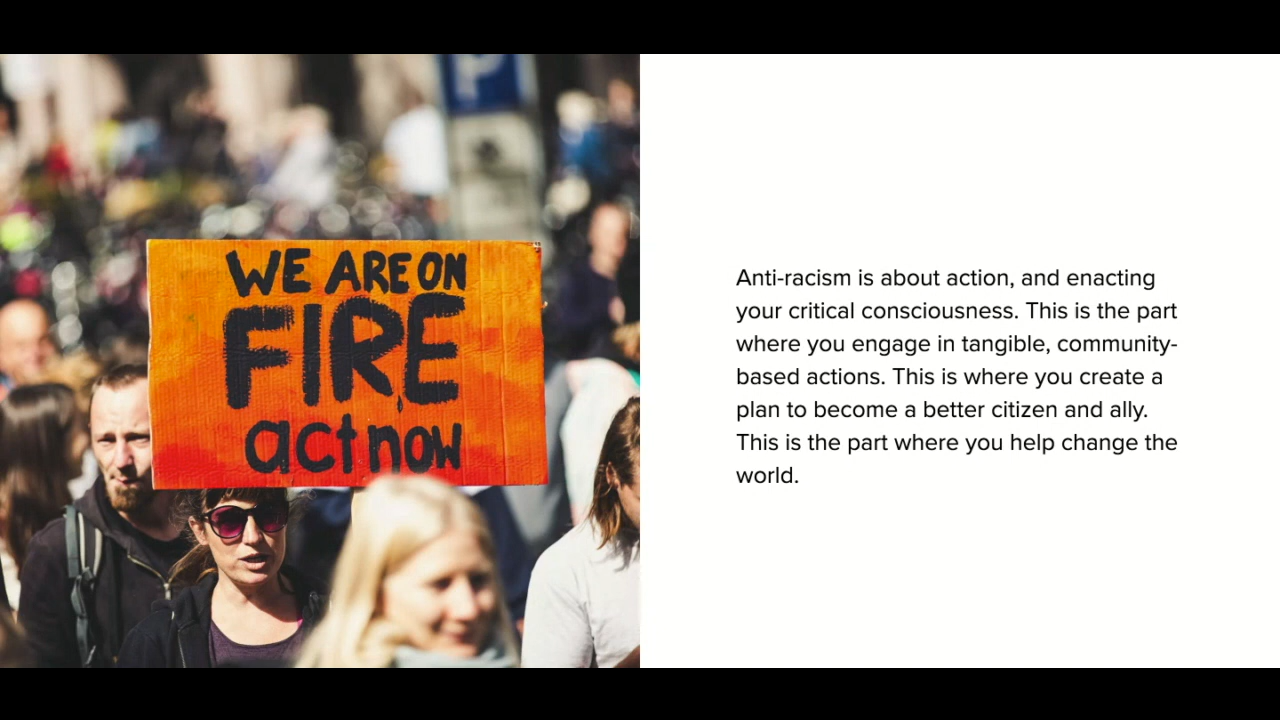 WE ARE ON
FIRE
act now
P
Anti-racism is about action, and enacting
your critical consciousness. This is the part
where you engage in tangible, community-
based actions. This is where you create a
plan to become a better citizen and ally.
This is the part where you help change the
world.